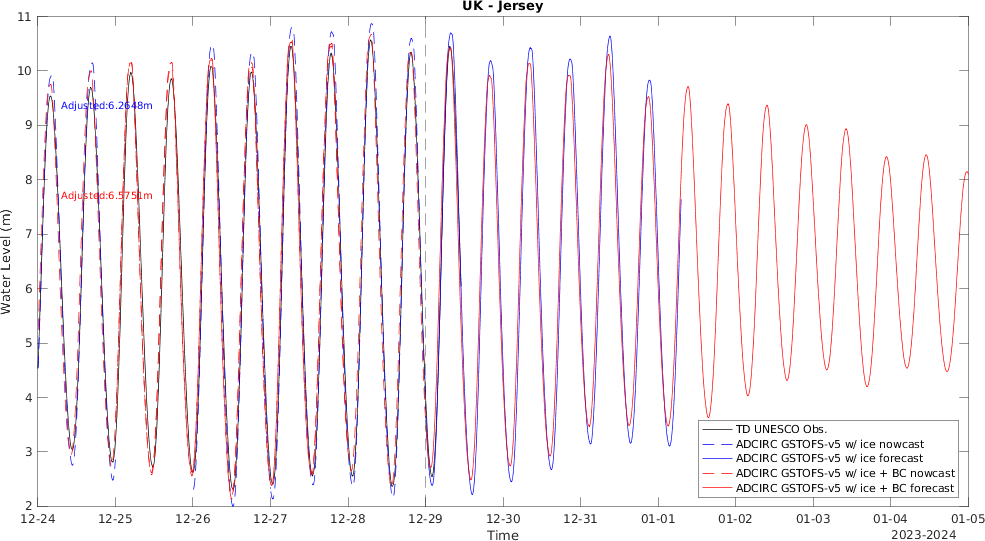 UK - Jersey
11
10
9
8
7
6
5
4
3
2
Water Level (m)
Adjusted:6.2648m
Adjusted:6.5751m
TD UNESCO Obs.
ADCIRC GSTOFS-v5 w/ ice nowcast
ADCIRC GSTOFS-v5 w/ ice forecast
ADCIRC GSTOFS-v5 w/ ice + BC nowcast
ADCIRC GSTOFS-v5 w/ ice + BC forecast
12-24 12-25 12-26 12-27 12-28 12-29 12-30 12-31 01-01 01-02 01-03 01-04 01-05
Time
2023-2024